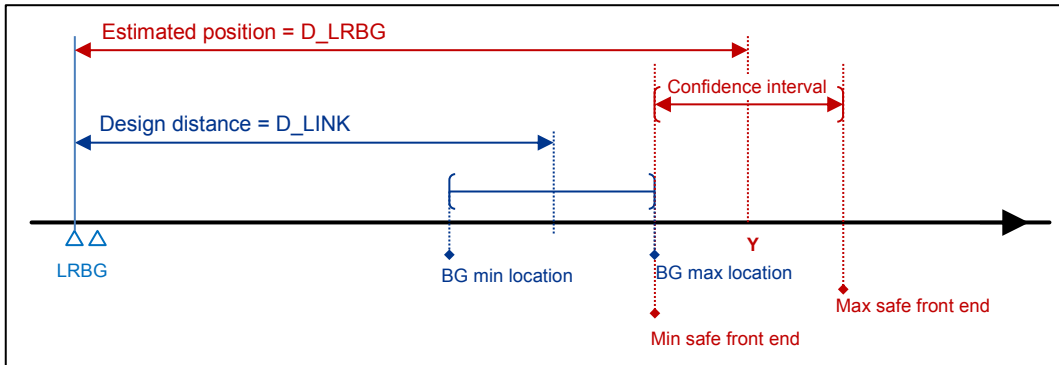 Estimated position = D_LRBG
Confidence interval
Design distance = D_LINK
Y
LRBG
BG min location
BG max location
Max safe front end
Min safe front end